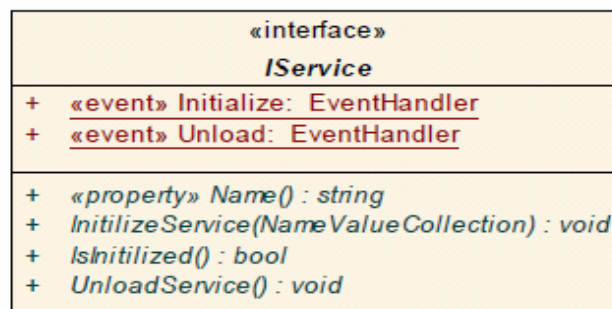 «interface»
IService
+ «event» Initialize: EventHandler
+ «event» Unload: EventHandler
+ «property» Name() : string
+ InitilizeService(NameValueCollection) : void
+ IsInitilized() : bool
+ UnloadService() : void